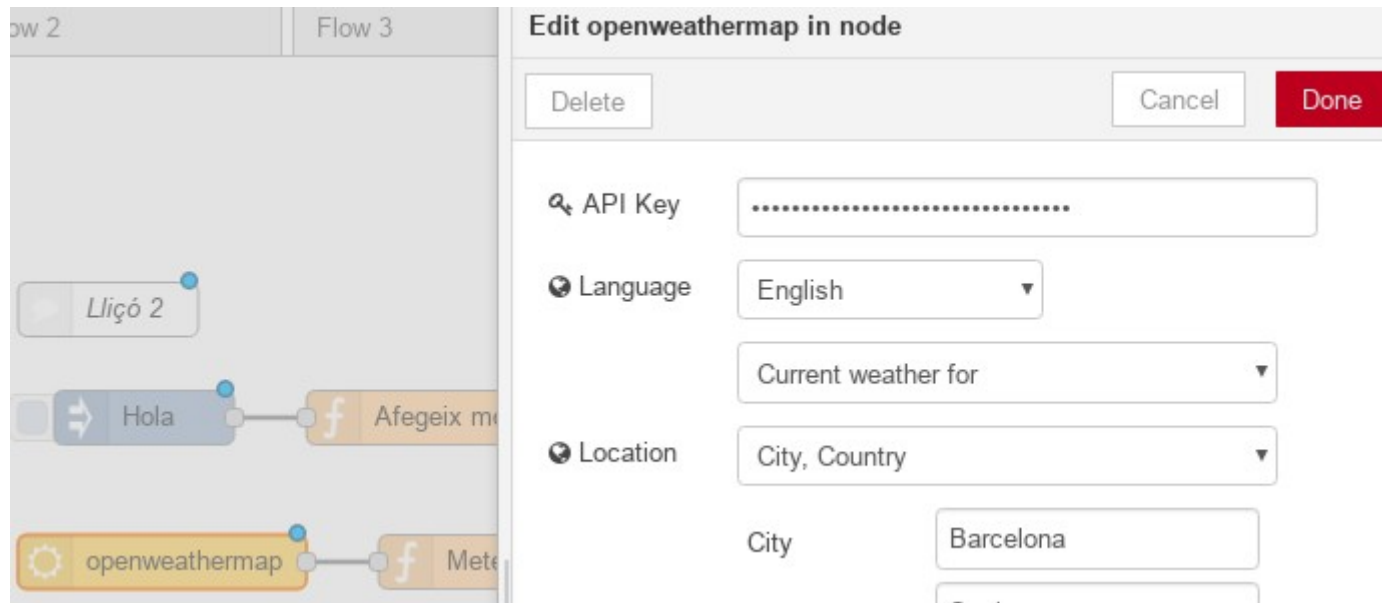 ow 2
Flow 3
Edit openweathermap in node
Delete
Cancel
Done
API Key
Language
English
Current weather for
Location
City, Country
City
Barcelona
Lliçó 2
Hola
Afegeix
openweathermap
Mete